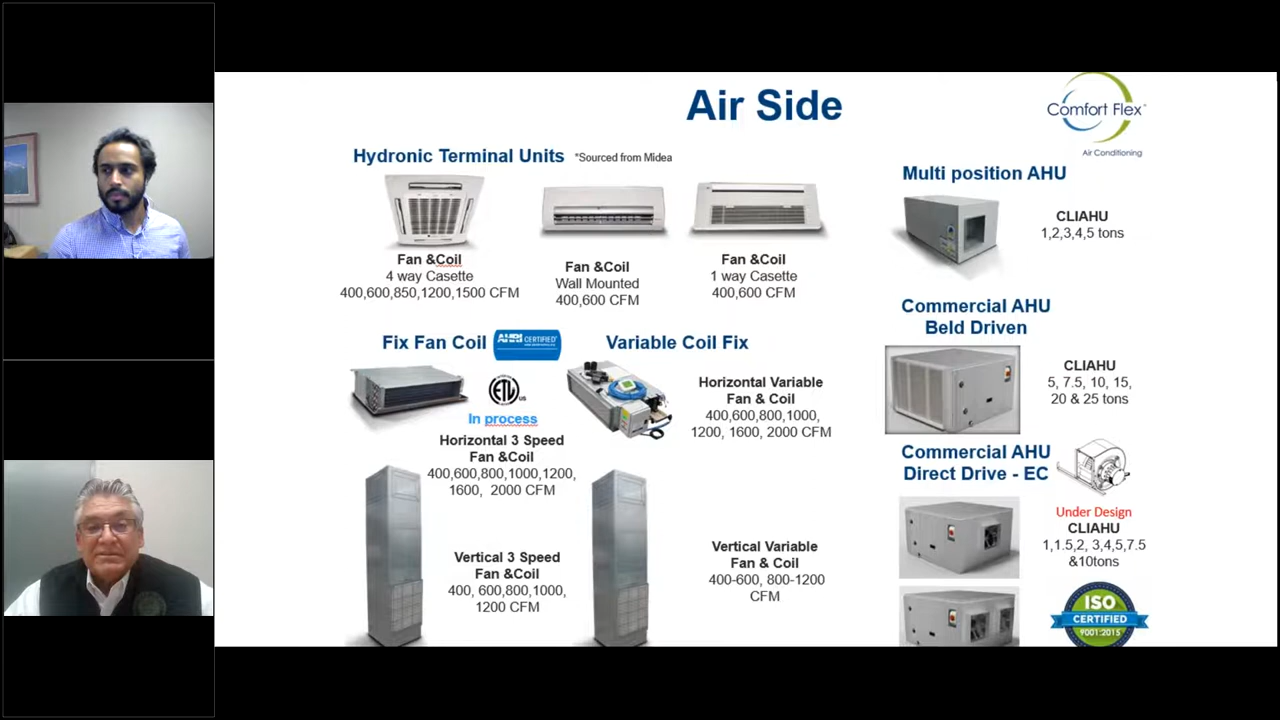 Air Side
Comfort Flex
Air Conditioning
Hydronic Terminal Units *Sourced from Midea
Fan &Coil
4 way Casette
400,600,850,1200,1500 CFM
Fan &Coil
Wall Mounted
400,600 CFM
Fan &Coil
1 way Casette
400,600 CFM
Multi position AHU
CLIAHU
1,2,3,4,5 tons
Fix Fan Coil
AHRI CERTIFIED
ETL
US
In process
Horizontal 3 Speed
Fan &Coil
400,600,800,1000,1200,
1600, 2000 CFM
Variable Coil Fix
Horizontal Variable
Fan & Coil
400,600,800,1000,
1200, 1600, 2000 CFM
Commercial AHU
Beld Driven
CLIAHU
5, 7.5, 10, 15,
20 & 25 tons
Vertical 3 Speed
Fan &Coil
400, 600,800,1000,
1200 CFM
Vertical Variable
Fan & Coil
400-600, 800-1200
CFM
Commercial AHU
Direct Drive - EC
Under Design
CLIAHU
1,1.5,2, 3,4,5,7.5
&10tons
ISO
CERTIFIED
9001:2015